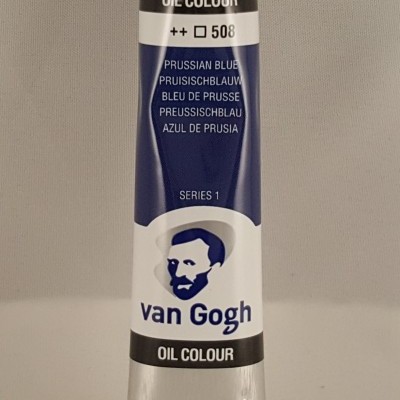 OIL COLOUR
++ □ 508
PRUSSIAN BLUE
PRUISISCHBLAUW
BLEU DE PRUSSE
PREUSSISCHBLAU
AZUL DE PRUSIA
SERIES 1
van Gogh
OIL COLOUR